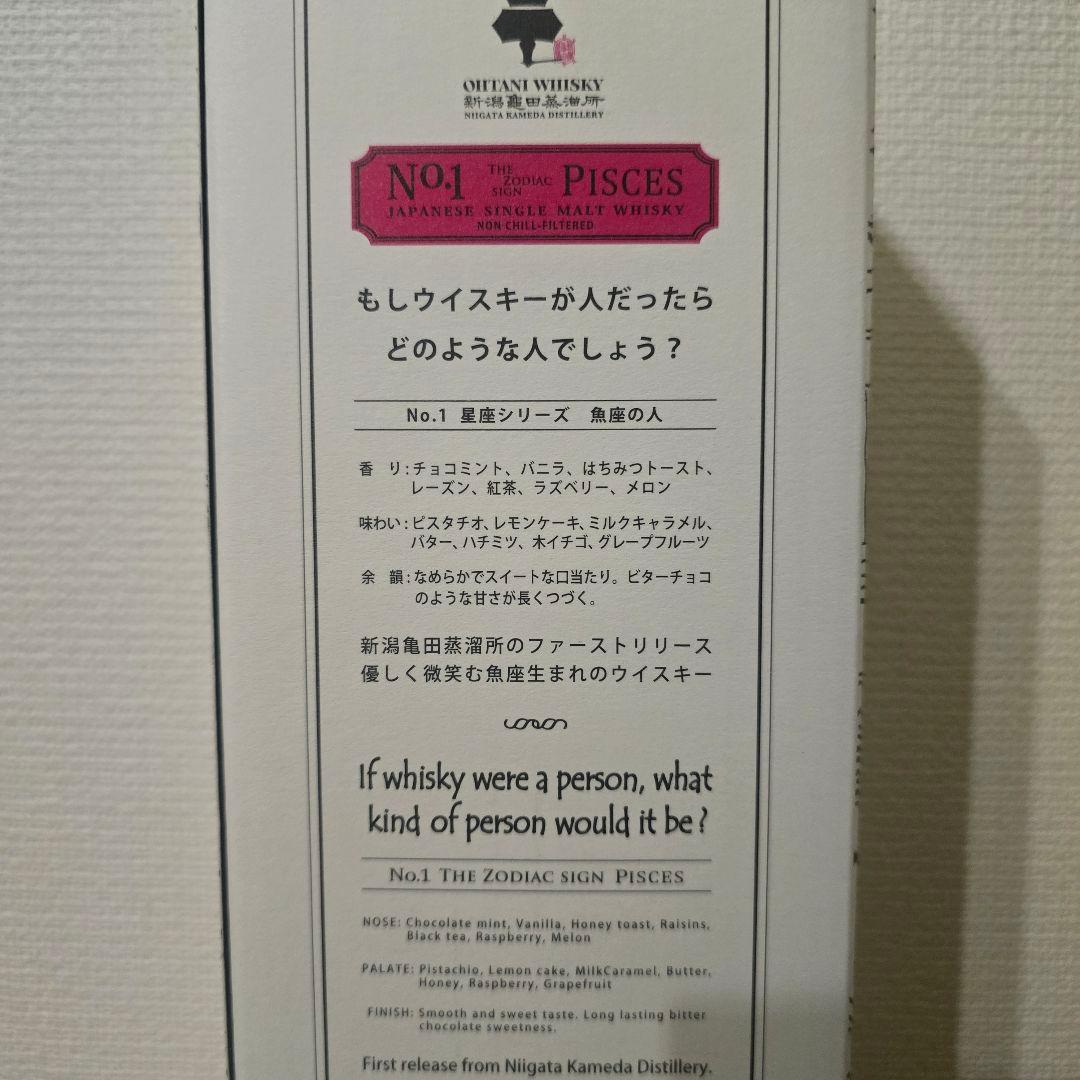 OHTANI WHISKY
新潟亀田蒸溜所
NIIGATA KAMEDA DISTILLERY
No.1 THE ZODIAC SIGN PISCES
JAPANESE SINGLE MALT WHISKY
NON CHILL-FILTERED
もしウイスキーが人だったら
どのような人でしょう？
No.1 星座シリーズ 魚座の人
香 り：チョコミント、バニラ、はちみつトースト、
レーズン、紅茶、ラズベリー、メロン
味わい：ピスタチオ、レモンケーキ、ミルクキャラメル、
バター、ハチミツ、木イチゴ、グレープフルーツ
余 韻：なめらかでスイートな口当たり。ビターチョコ
のような甘さが長くつづく。
新潟亀田蒸溜所のファーストリリース
優しく微笑む魚座生まれのウイスキー
If whisky were a person, what
kind of person would it be?
No.1 THE ZODIAC SIGN PISCES
NOSE: Chocolate mint, Vanilla, Honey toast, Raisins,
Black tea, Raspberry, Melon
PALATE: Pistachio, Lemon cake, MilkCaramel, Butter,
Honey, Raspberry, Grapefruit
FINISH: Smooth and sweet taste. Long lasting bitter
chocolate sweetness.
First release from Niigata Kameda Distillery.